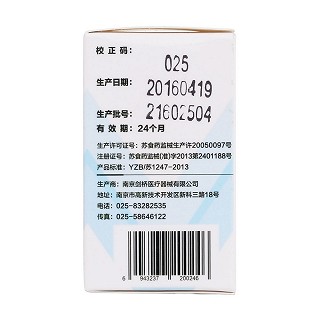 校正码: 025
生产日期: 20160419
生产批号: 21602504
有 效 期: 24个月
生产许可证号: 苏食药监械生产许20050097号
注册证号: 苏食药监械(准)字2013第2401188号
产品标准: YZB/苏1247-2013
生产商: 南京剑桥医疗器械有限公司
地址: 南京市高新技术开发区新科三路18号
电话: 025-83282535
传真: 025-58646122
6 943237 200246